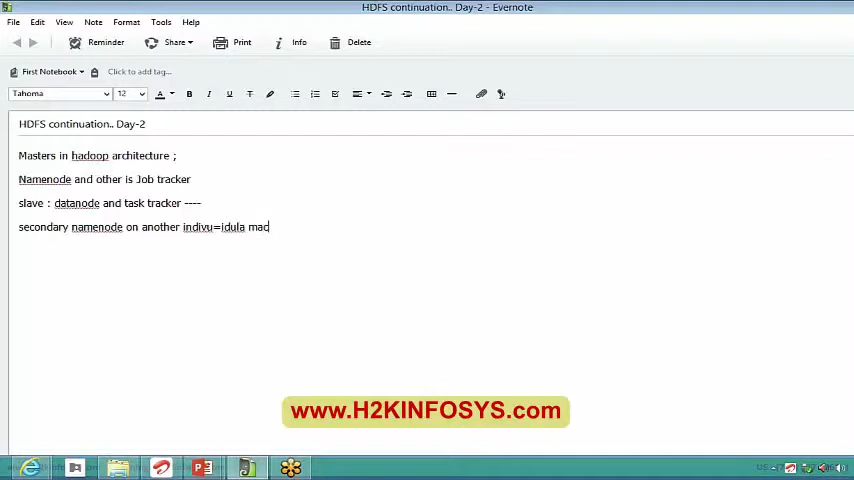 HDFS continuation.. Day-2 - Evernote
File Edit View Note Format Tools Help
Reminder Share Print Info Delete
First Notebook Click to add tag...
Tahoma 12 A B I U T
HDFS continuation.. Day-2
Masters in hadoop architecture ;
Namenode and other is Job tracker
slave : datanode and task tracker ----
secondary namenode on another indivu=idula mac
www.H2KINFOSYS.com